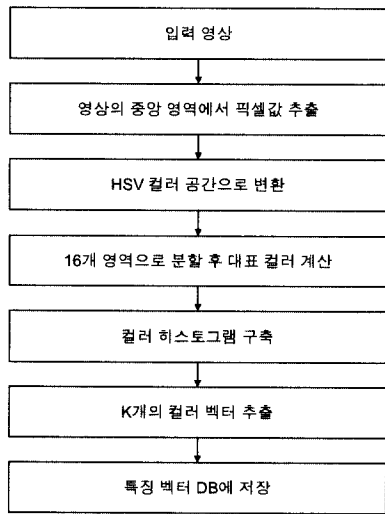 입력 영상
영상의 중앙 영역에서 픽셀값 추출
HSV 컬러 공간으로 변환
16개 영역으로 분할 후 대표 컬러 계산
컬러 히스토그램 구축
K개의 컬러 벡터 추출
특징 벡터 DB에 저장